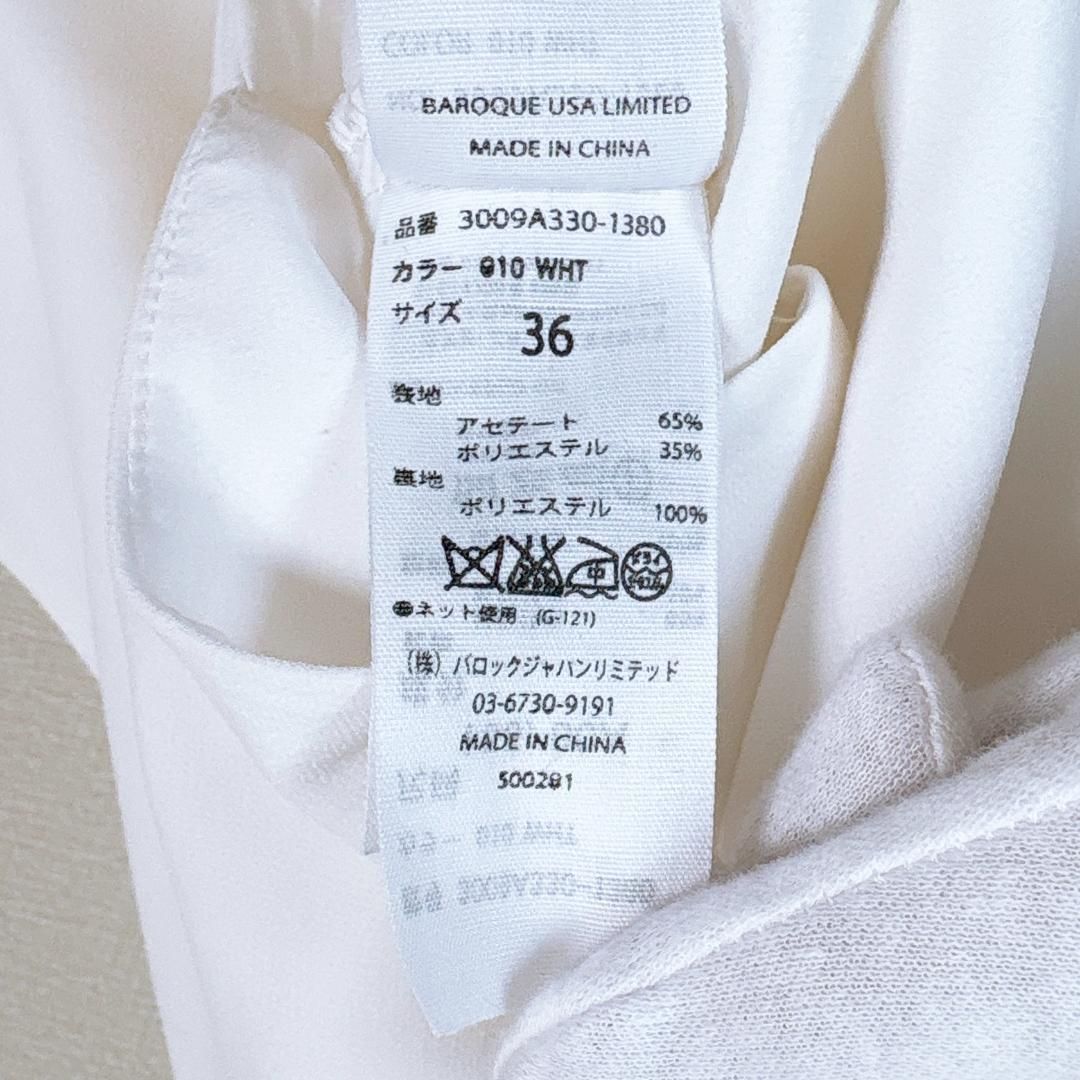 BAROQUE USA LIMITED
MADE IN CHINA
品番 3009A330-1380
カラー 010 WHT
サイズ 36
表地
アセテート 65%
ポリエステル 35%
裏地
ポリエステル 100%
中
ネット使用 (G-121)
(株) バロックジャパンリミテッド
03-6730-9191
MADE IN CHINA
500281